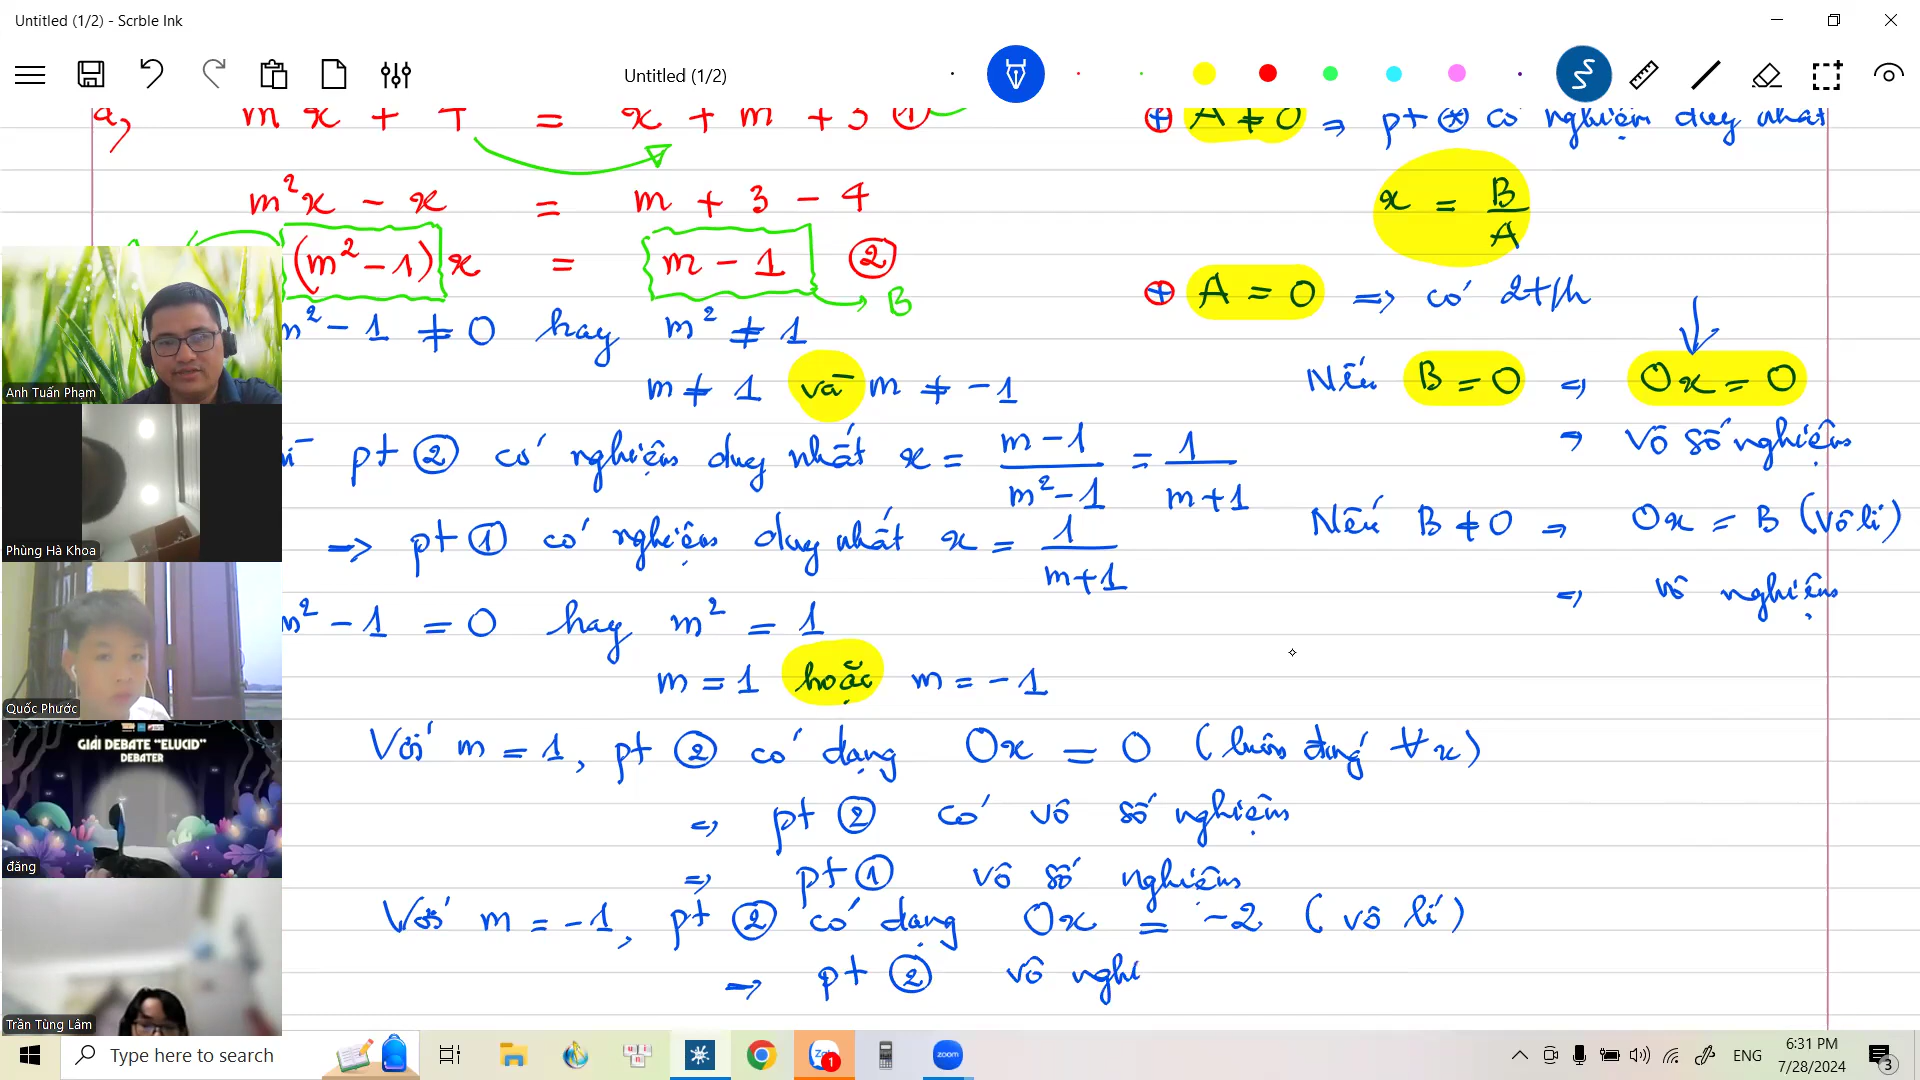 Untitled (1/2) - Scrble Ink
Untitled (1/2)
a, m x + 4 = x + m + 3 ①
m²x - x = m + 3 - 4
(m² - 1) x = m - 1 ②
B
m² - 1 ≠ 0 hay m² ≠ 1
m ≠ 1 và m ≠ -1
pt ② có nghiệm duy nhất x = m - 1 / m² - 1 = 1 / m + 1
→ pt ① có nghiệm duy nhất x = 1 / m + 1
m² - 1 = 0 hay m² = 1
m = 1 hoặc m = -1
Với m = 1, pt ② có dạng 0x = 0 (luôn đúng ∀x)
⇒ pt ② có vô số nghiệm
⇒ pt ① vô số nghiệm
Với m = -1, pt ② có dạng 0x = -2 (vô lí)
→ pt ② vô nghi
⊕ A ≠ 0 ⇒ pt ⊛ có nghiệm duy nhất
x = B / A
⊕ A = 0 ⇒ có 2t/h
Nếu B = 0 ⇒ 0x = 0
⇒ Vô số nghiệm
Nếu B ≠ 0 ⇒ 0x = B (Vô lí)
⇒ vô nghiệm
Anh Tuấn Phạm
Phùng Hà Khoa
Quốc Phước
GIẢI DEBATE "ELUCID"
DEBATER
đăng
Trần Tùng Lâm
Type here to search
zoom
1
ENG
6:31 PM
7/28/2024
3